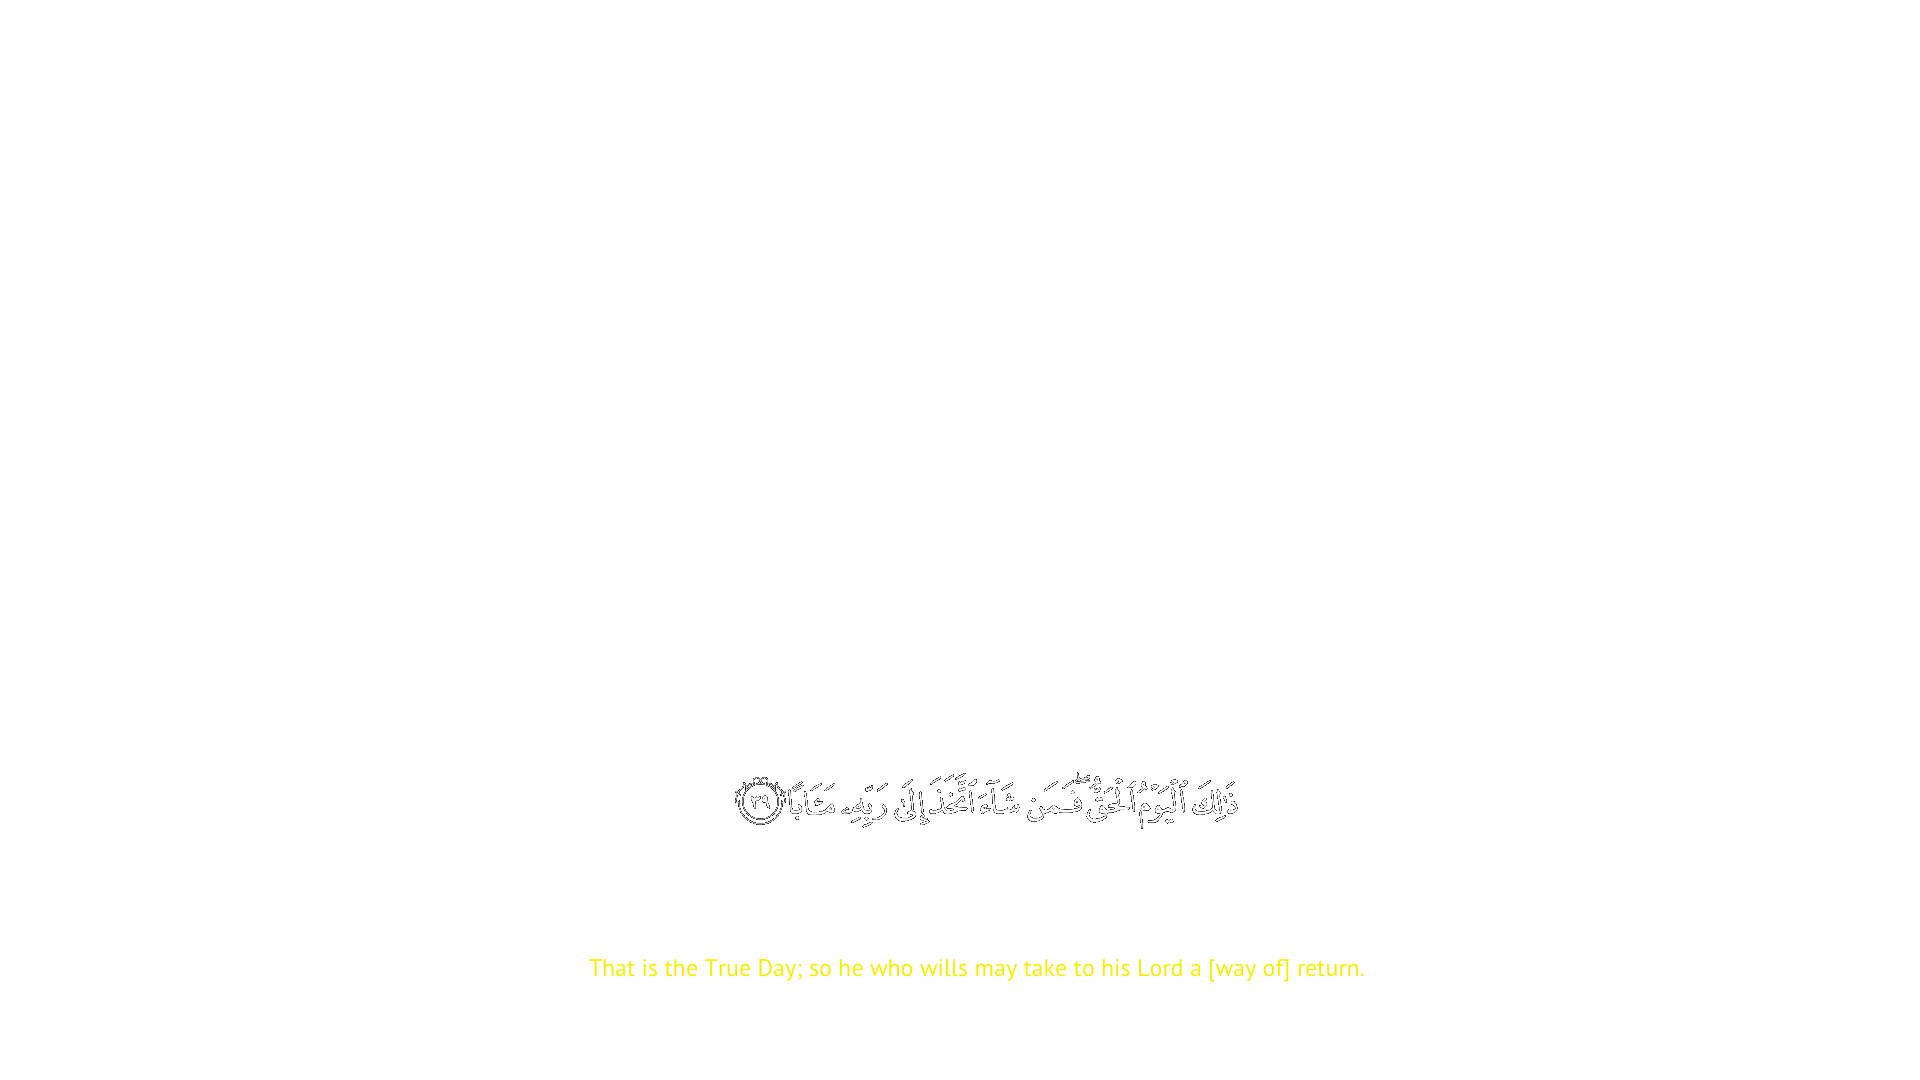 ذَٰلِكَ ٱلْيَوْمُ ٱلْحَقُّ ۖ فَمَن شَآءَ ٱتَّخَذَ إِلَىٰ رَبِّهِۦ مَـَٔابًا ٣٩
That is the True Day; so he who wills may take to his Lord a [way of] return.